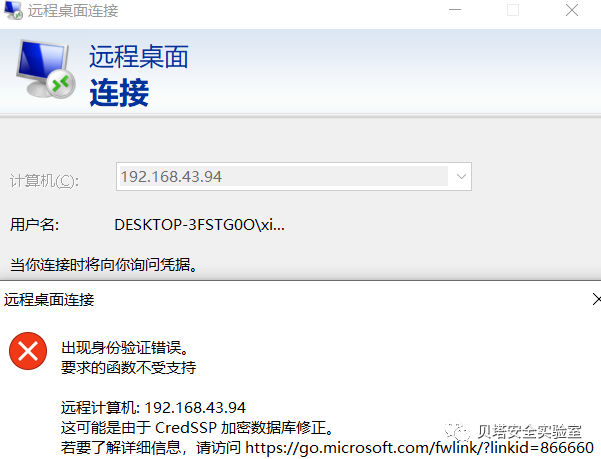 远程桌面连接
远程桌面
连接
计算机(C):
192.168.43.94
用户名:
DESKTOP-3FSTG0O\xi...
当你连接时将向你询问凭据。
远程桌面连接
出现身份验证错误。
要求的函数不受支持
远程计算机: 192.168.43.94
这可能是由于 CredSSP 加密数据库修正。
若要了解详细信息，请访问 https://go.microsoft.com/fwlink/?linkid=866660
贝塔安全实验室